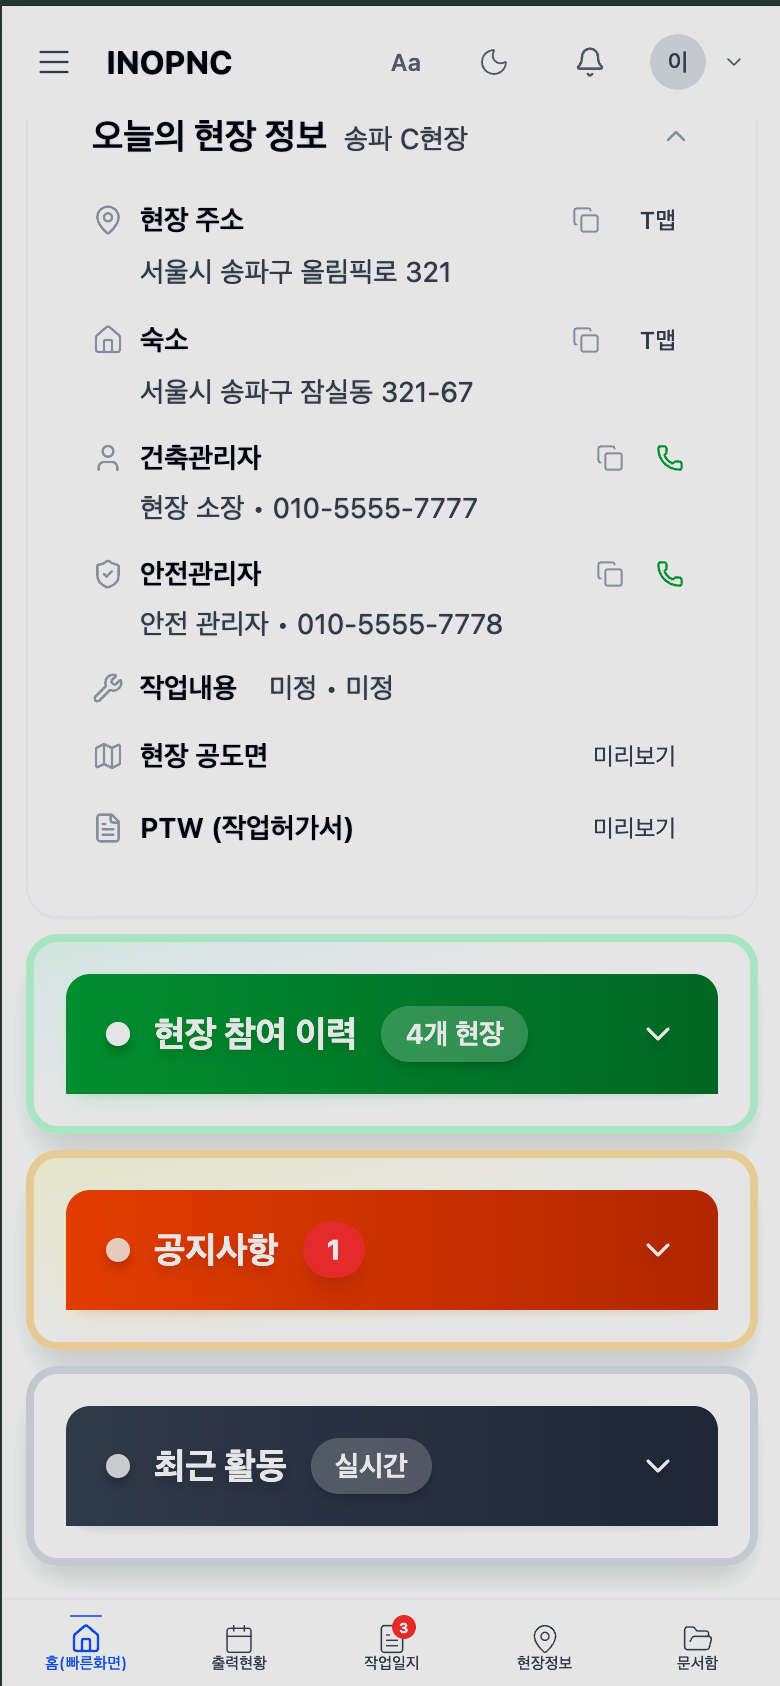 INOPNC Aa 이
오늘의 현장 정보 송파 C현장
현장 주소 T맵
서울시 송파구 올림픽로 321
숙소 T맵
서울시 송파구 잠실동 321-67
건축관리자
현장 소장 • 010-5555-7777
안전관리자
안전 관리자 • 010-5555-7778
작업내용 미정 • 미정
현장 공도면 미리보기
PTW (작업허가서) 미리보기
현장 참여 이력 4개 현장
공지사항 1
최근 활동 실시간
3
홈(빠른화면) 출력현황 작업일지 현장정보 문서함